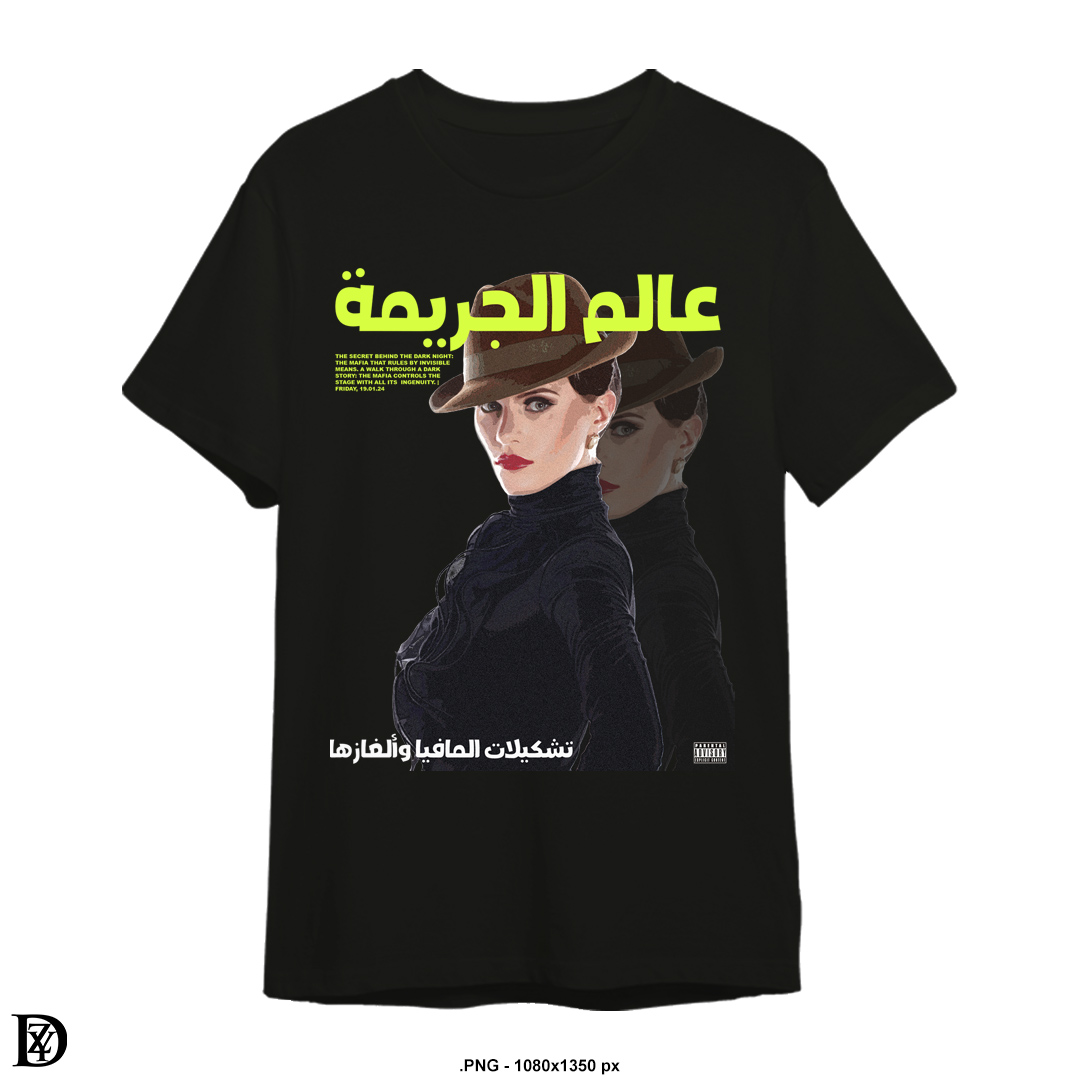 عالم الجريمة
THE SECRET BEHIND THE DARK NIGHT:
THE MAFIA THAT RULES BY INVISIBLE
MEANS. A WALK THROUGH A DARK
STORY: THE MAFIA CONTROLS THE
STAGE WITH ALL ITS INGENUITY. |
FRIDAY, 19.01.24
تشكيلات المافيا وألغازها
PARENTAL
ADVISORY
EXPLICIT CONTENT
.PNG - 1080x1350 px